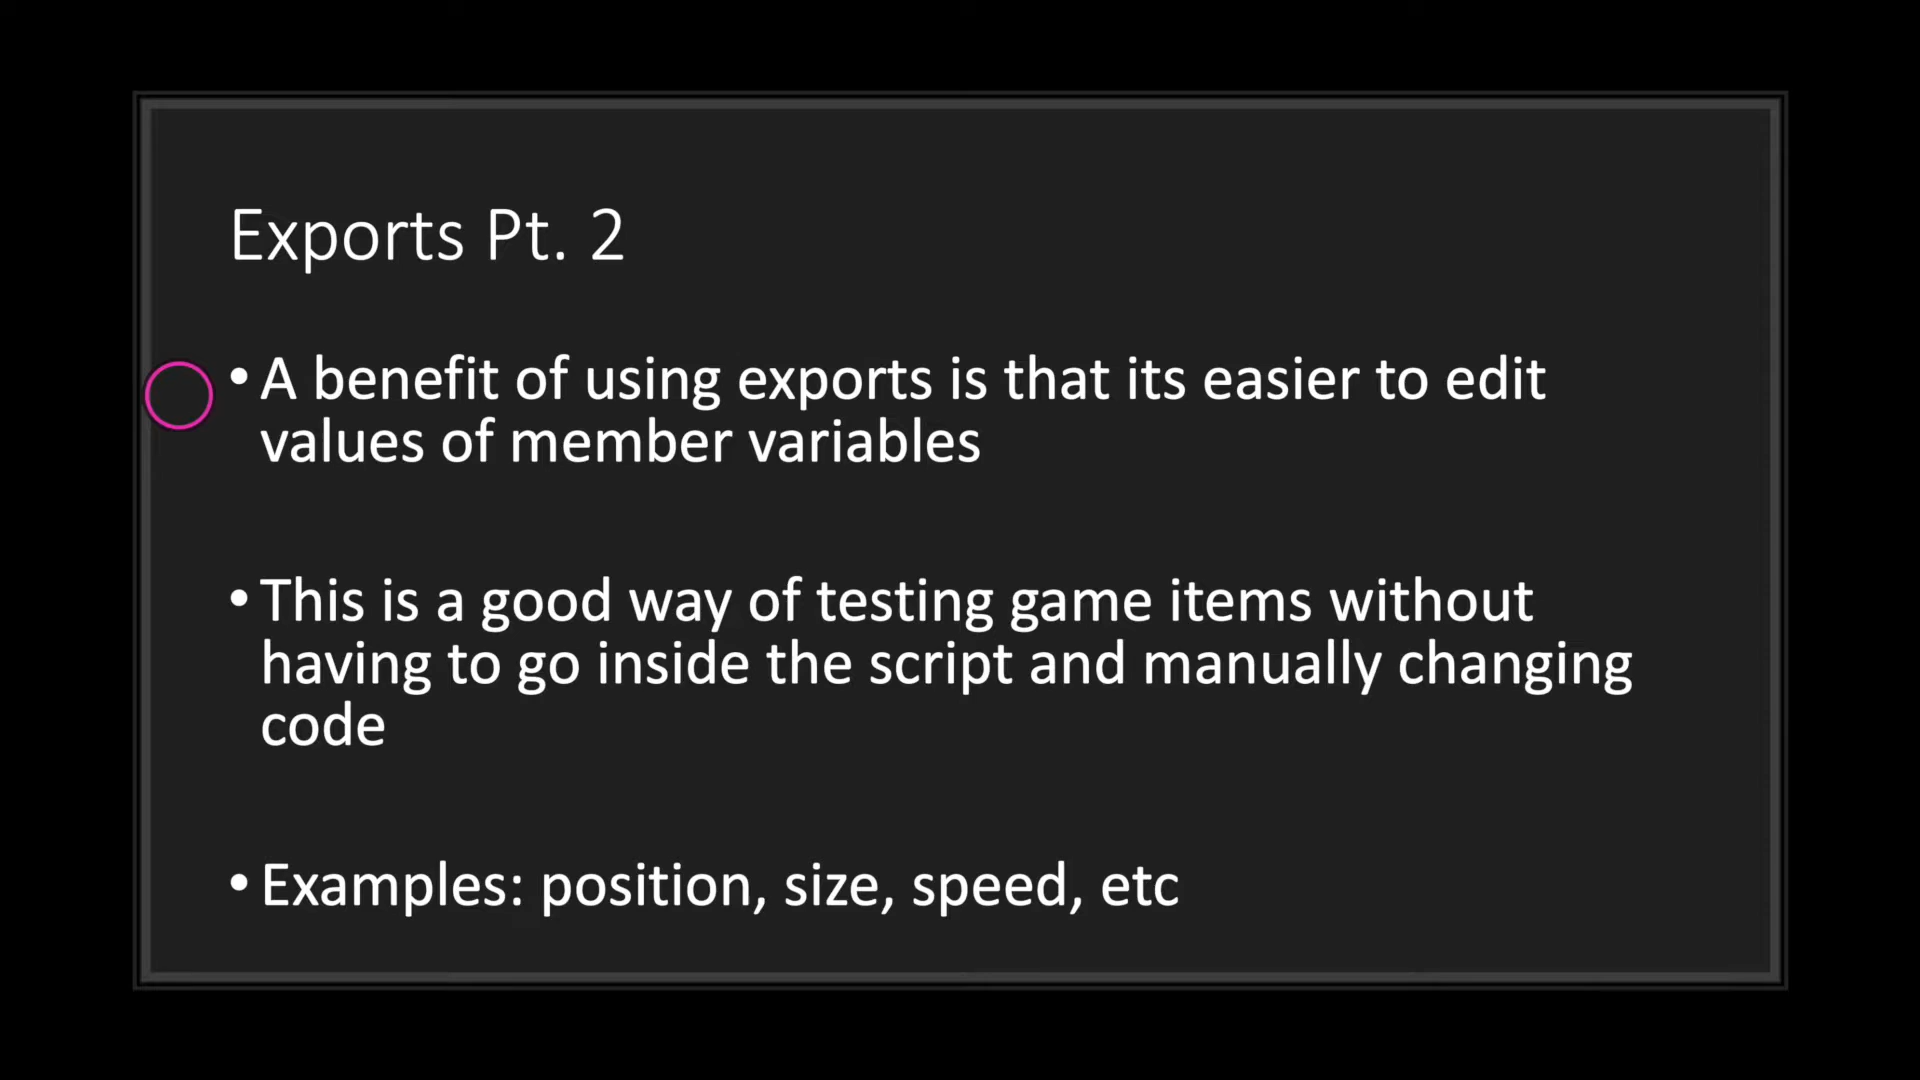 Exports Pt. 2
• A benefit of using exports is that its easier to edit
values of member variables
• This is a good way of testing game items without
having to go inside the script and manually changing
code
• Examples: position, size, speed, etc